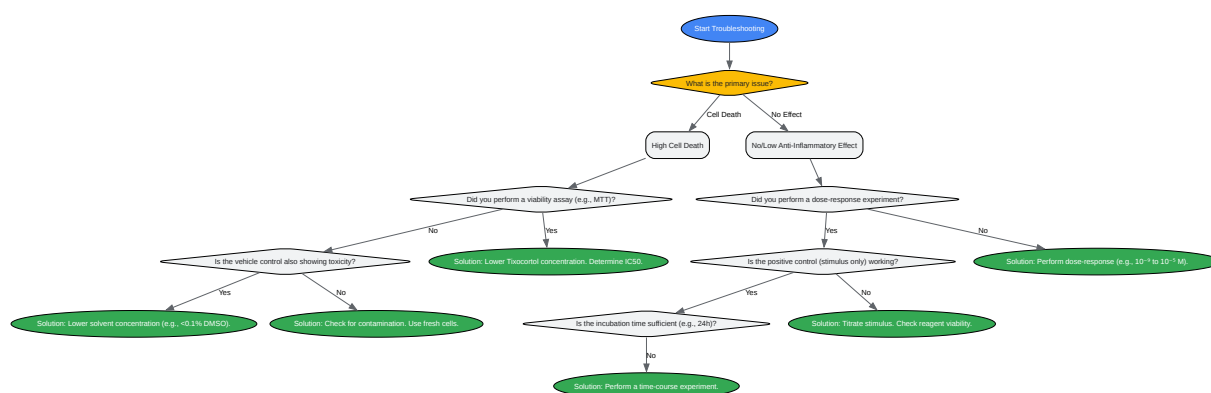 Start Troubleshooting
What is the primary issue?
Cell Death
No Effect
High Cell Death
No/Low Anti-Inflammatory Effect
Did you perform a viability assay (e.g., MTT)?
Did you perform a dose-response experiment?
No
Yes
Yes
No
Is the vehicle control also showing toxicity?
Solution: Lower Tixocortol concentration. Determine IC50.
Is the positive control (stimulus only) working?
Solution: Perform dose-response (e.g., 10⁻⁹ to 10⁻⁵ M).
Yes
No
Yes
No
Solution: Lower solvent concentration (e.g., <0.1% DMSO).
Solution: Check for contamination. Use fresh cells.
Is the incubation time sufficient (e.g., 24h)?
Solution: Titrate stimulus. Check reagent viability.
No
Solution: Perform a time-course experiment.